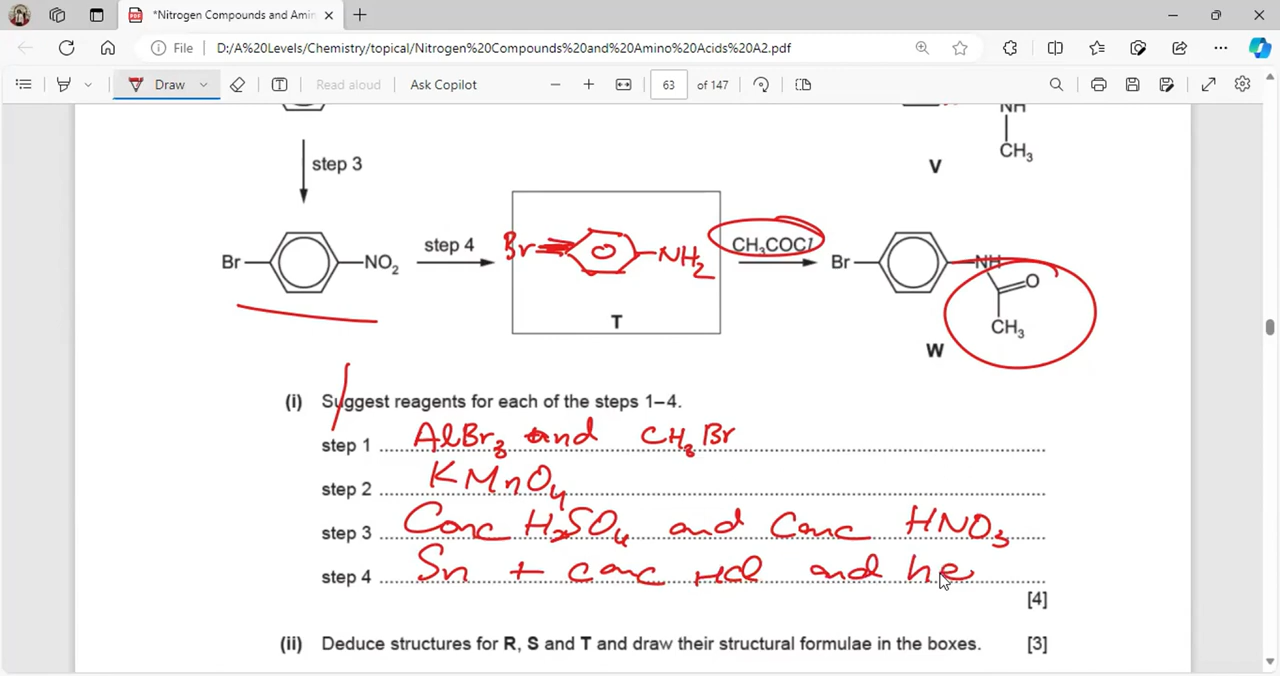 *Nitrogen Compounds and Amin
File D:/A%20Levels/Chemistry/topical/Nitrogen%20Compounds%20and%20Amino%20Acids%20A2.pdf
Draw Read aloud Ask Copilot 63 of 147
NH
CH3
V
step 3
Br NO2 step 4 Br NH2 CH3COCl Br NH O
CH3
T
W
(i) Suggest reagents for each of the steps 1–4.
step 1 AlBr3 and CH3Br
step 2 KMnO4
step 3 Conc H2SO4 and Conc HNO3
step 4 Sn + conc HCl and he
[4]
(ii) Deduce structures for R, S and T and draw their structural formulae in the boxes. [3]